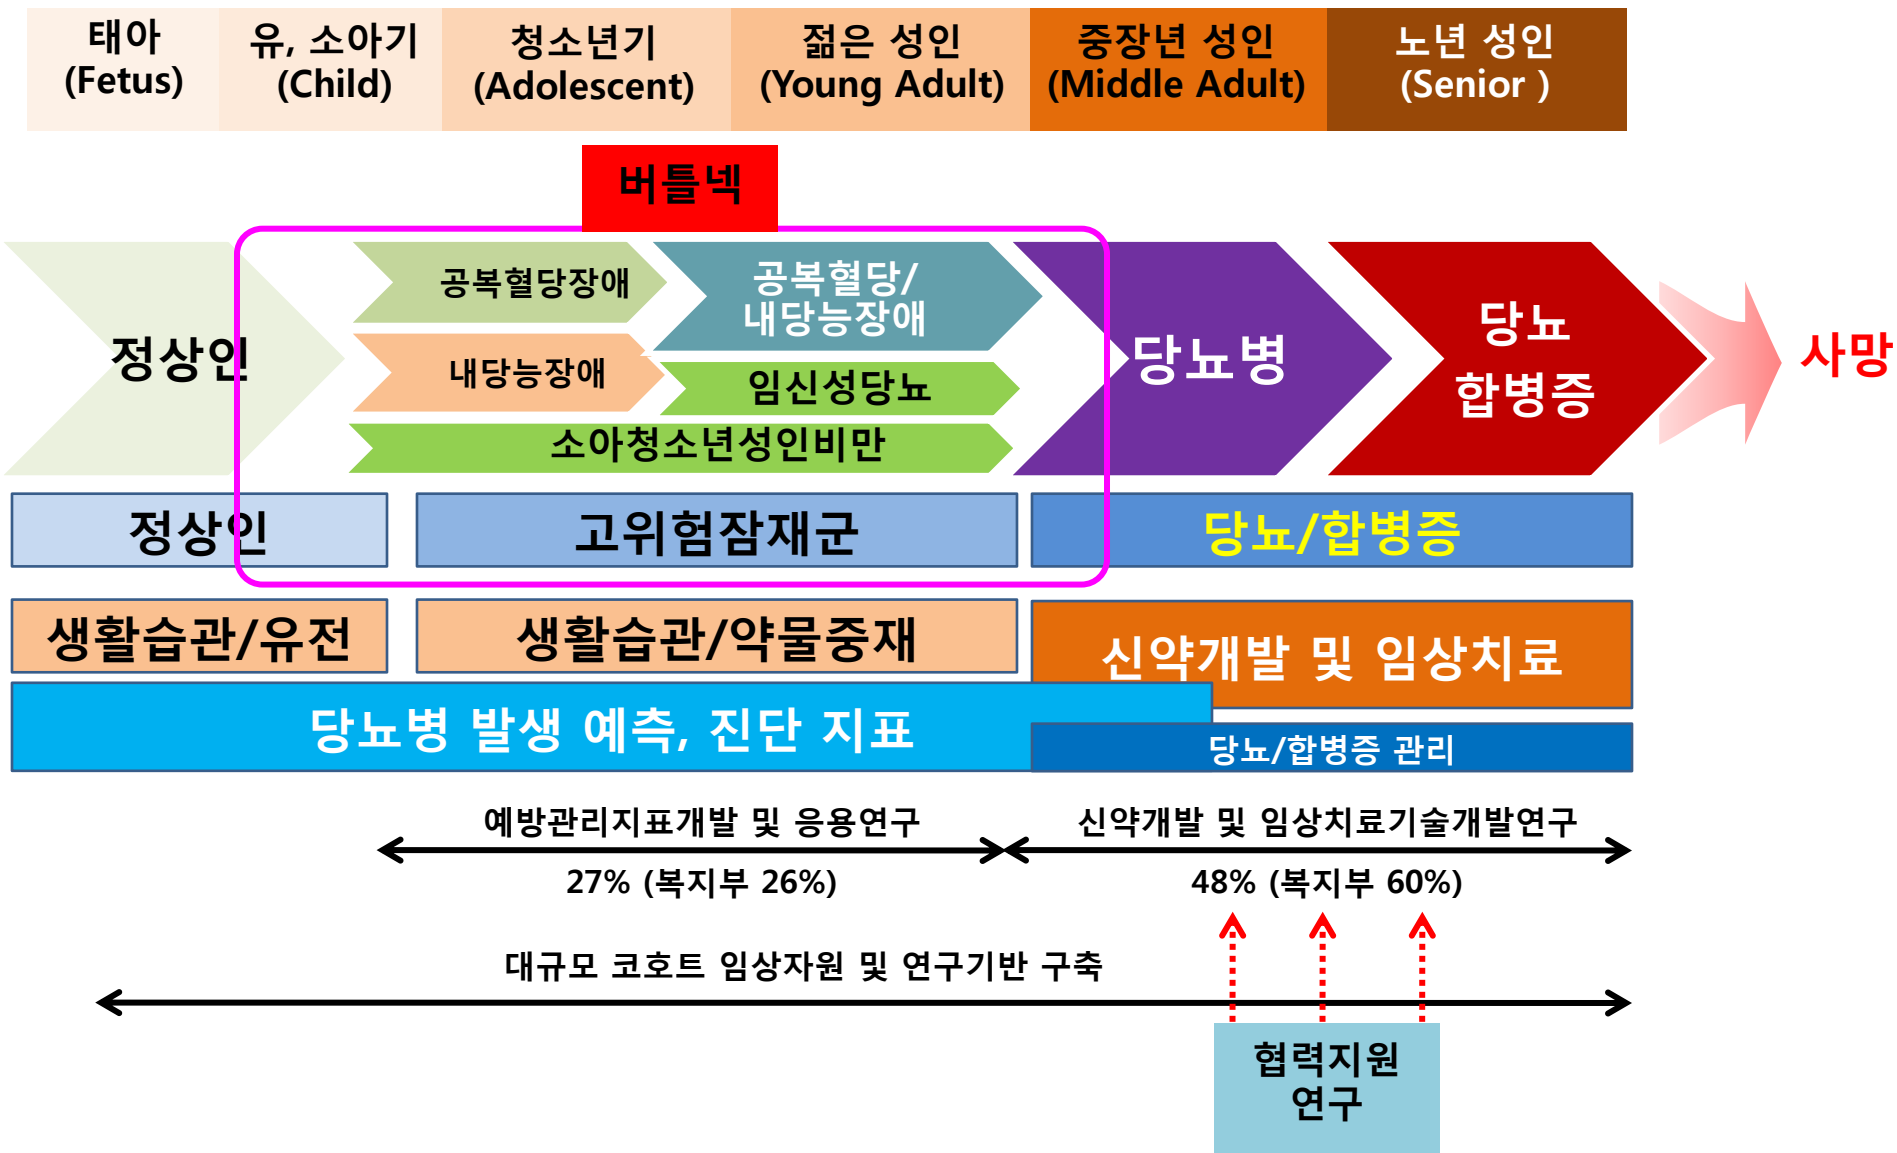 태아
(Fetus)
유, 소아기
(Child)
청소년기
(Adolescent)
젊은 성인
(Young Adult)
중장년 성인
(Middle Adult)
노년 성인
(Senior )
버틀넥
정상인
공복혈당장애
내당능장애
공복혈당/
내당능장애
임신성당뇨
소아청소년성인비만
당뇨병
당뇨
합병증
사망
정상인
고위험잠재군
당뇨/합병증
생활습관/유전
생활습관/약물중재
신약개발 및 임상치료
당뇨병 발생 예측, 진단 지표
당뇨/합병증 관리
예방관리지표개발 및 응용연구
신약개발 및 임상치료기술개발연구
27% (복지부 26%)
48% (복지부 60%)
대규모 코호트 임상자원 및 연구기반 구축
협력지원
연구